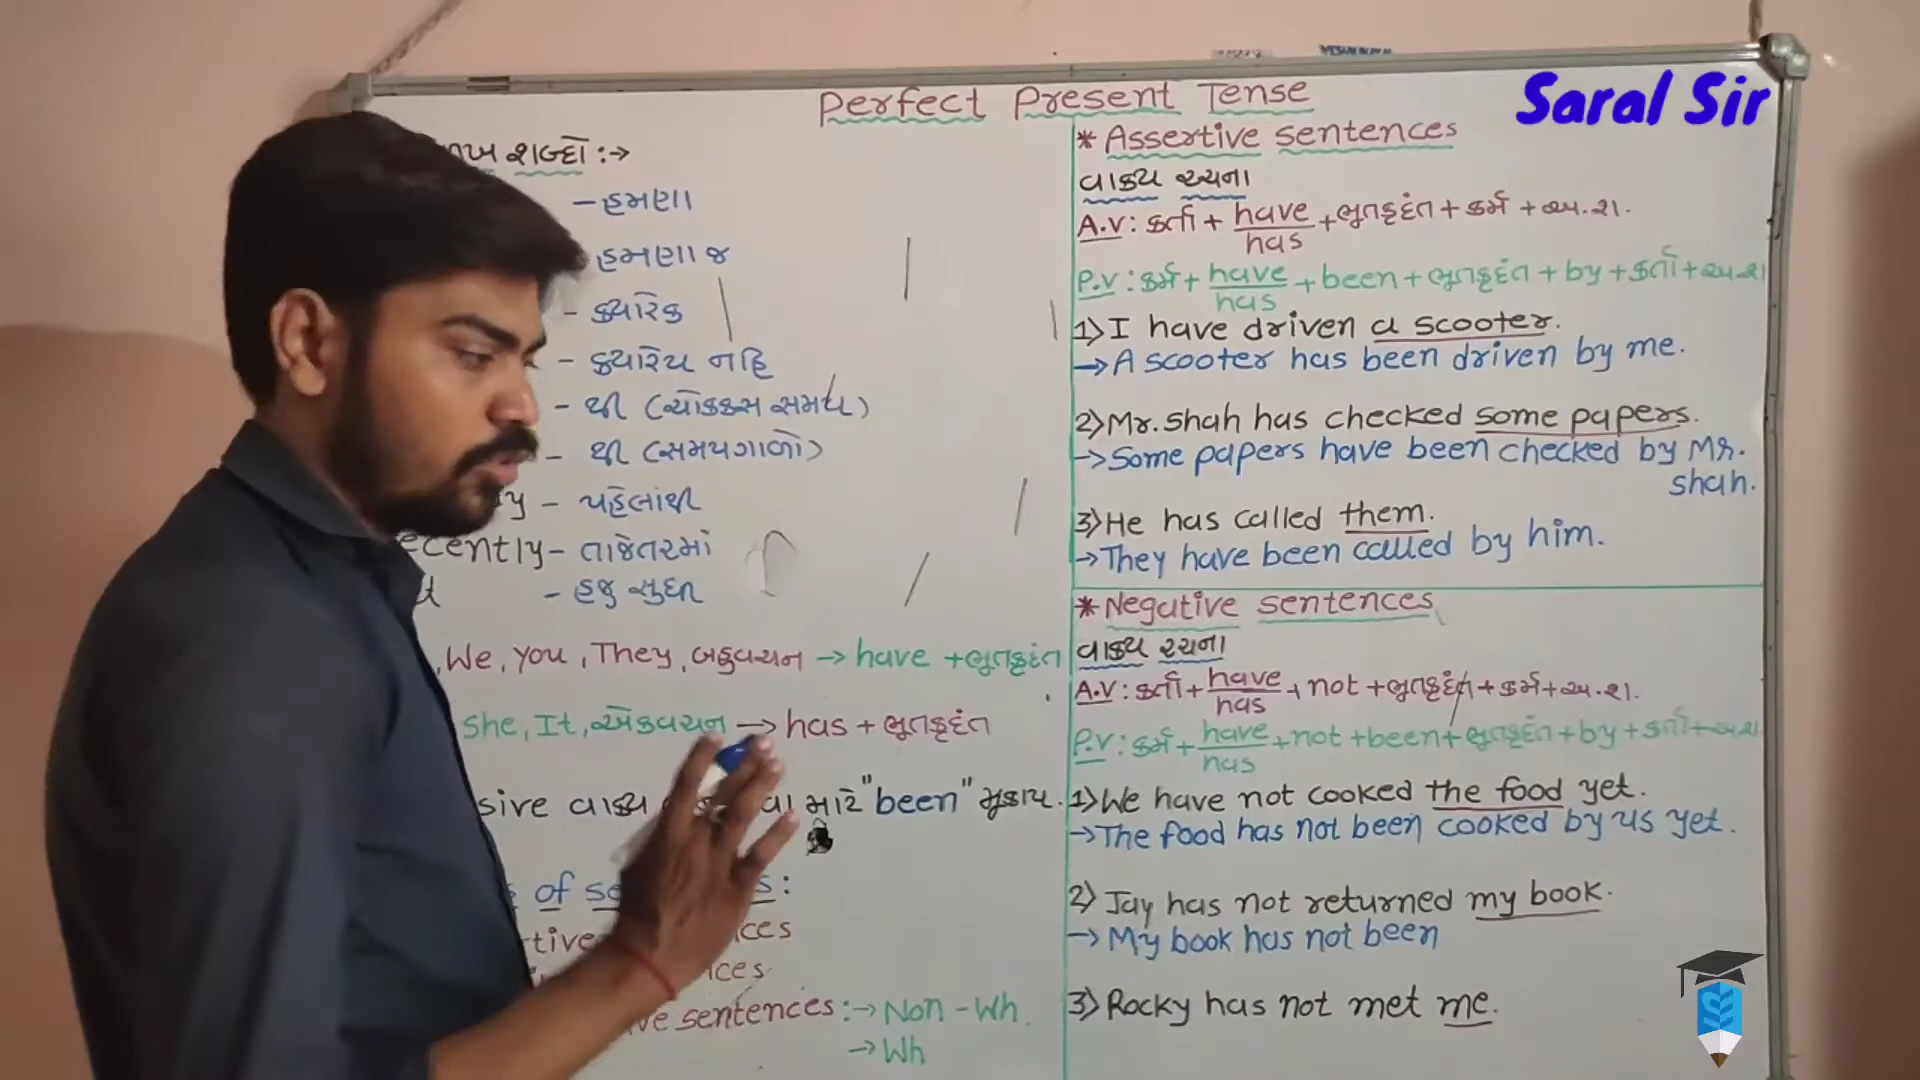 Perfect Present Tense
Saral Sir
શબ્દો :→
- હમણા
- હમણા જ
- ક્યારેક
- ક્યારેય નહિ
- થી (ચોક્કસ સમય)
- થી (સમયગાળો)
- પહેલાંથી
ecently - તાજેતરમાં
- હજુ સુધી
, We, You, They, બહુવચન → have + ભૂતકૃદંત
She, It, એકવચન → has + ભૂતકૃદંત
sive વાક્ય માટે "been" મૂકાય.
of se s:
rtive nces
nces
ve sentences :→ Non-Wh
→ Wh
* Assertive sentences
વાક્ય રચના
A.V : કર્તા + have/has + ભૂતકૃદંત + કર્મ + અ.શ.
P.V : કર્મ + have/has + been + ભૂતકૃદંત + by + કર્તા + અ.શ
1) I have driven a scooter.
→ A scooter has been driven by me.
2) Mr. Shah has checked some papers.
→ Some papers have been checked by Mr.
shah.
3) He has called them.
→ They have been called by him.
* Negative sentences
વાક્ય રચના
A.V : કર્તા + have/has + not + ભૂતકૃદંત + કર્મ + અ.શ.
P.V : કર્મ + have/has + not + been + ભૂતકૃદંત + by + કર્તા + અ.શ.
1) We have not cooked the food yet.
→ The food has not been cooked by us yet.
2) Jay has not returned my book.
→ My book has not been
3) Rocky has not met me.